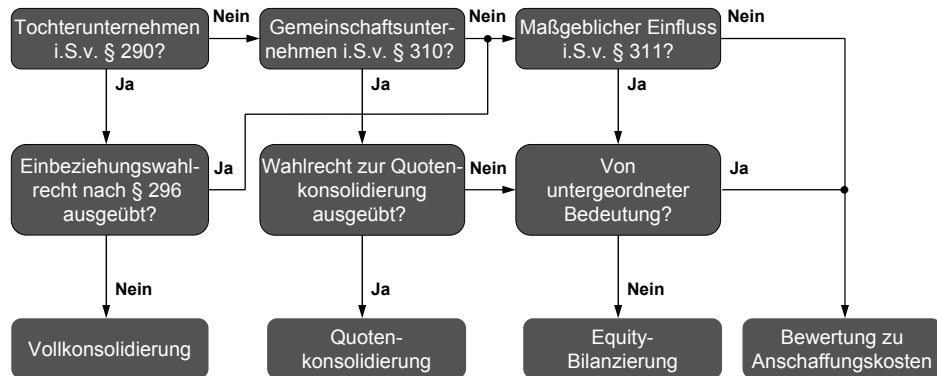 Tochterunternehmen
i.S.v. § 290?
Nein
Gemeinschaftsunter-
nehmen i.S.v. § 310?
Nein
Maßgeblicher Einfluss
i.S.v. § 311?
Nein
Ja
Ja
Ja
Einbeziehungswahl-
recht nach § 296
ausgeübt?
Ja
Wahlrecht zur Quoten-
konsolidierung
ausgeübt?
Nein
Von
untergeordneter
Bedeutung?
Ja
Nein
Ja
Nein
Vollkonsolidierung
Quoten-
konsolidierung
Equity-
Bilanzierung
Bewertung zu
Anschaffungskosten